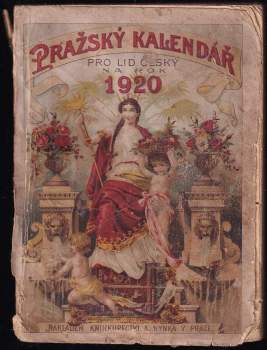 PRAŽSKÝ KALENDÁŘ
PRO LID ČESKÝ
NA ROK
1920
NÁKLADEM KNIHKUPECTVÍ A. HYNKA V PRAZE